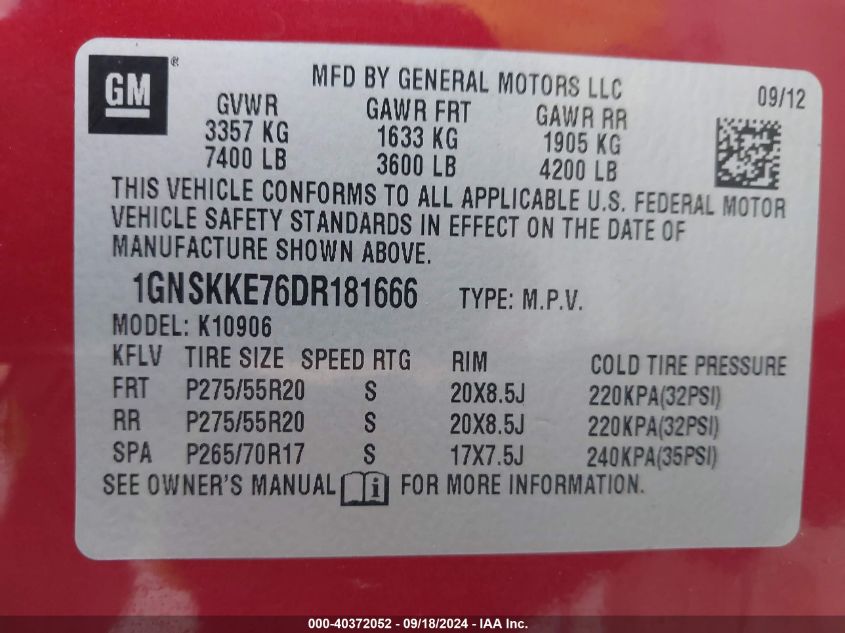 GM ®
MFD BY GENERAL MOTORS LLC
09/12
GVWR GAWR FRT GAWR RR
3357 KG 1633 KG 1905 KG
7400 LB 3600 LB 4200 LB
THIS VEHICLE CONFORMS TO ALL APPLICABLE U.S. FEDERAL MOTOR
VEHICLE SAFETY STANDARDS IN EFFECT ON THE DATE OF
MANUFACTURE SHOWN ABOVE.
1GNSKKE76DR181666 TYPE: M.P.V.
MODEL: K10906
KFLV TIRE SIZE SPEED RTG RIM COLD TIRE PRESSURE
FRT P275/55R20 S 20X8.5J 220KPA(32PSI)
RR P275/55R20 S 20X8.5J 220KPA(32PSI)
SPA P265/70R17 S 17X7.5J 240KPA(35PSI)
SEE OWNER'S MANUAL i FOR MORE INFORMATION.
000-40372052 - 09/18/2024 - IAA Inc.